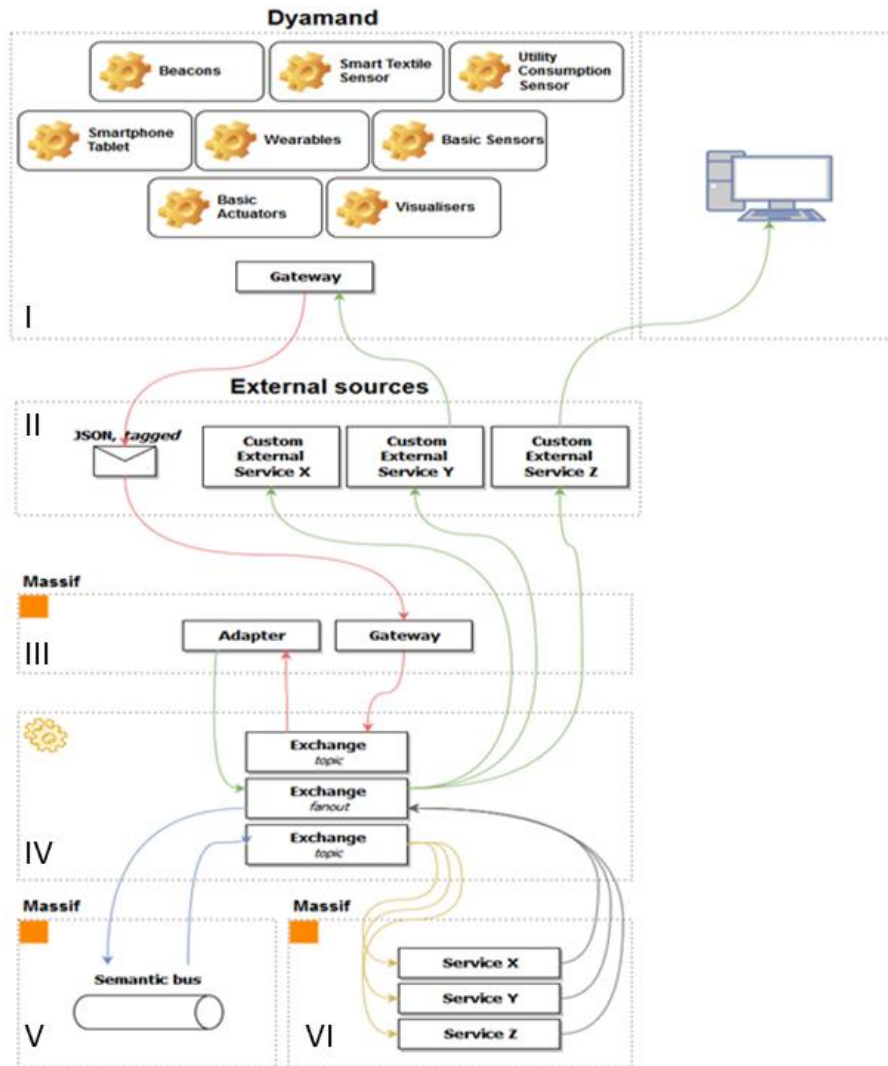 Dyamand
Beacons
Smart Textile
Sensor
Utility
Consumption
Sensor
Smartphone
Tablet
Wearables
Basic Sensors
Basic
Actuators
Visualisers
Gateway
I
External sources
II
JSON, tagged
Custom
External
Service X
Custom
External
Service Y
Custom
External
Service Z
Massif
Adapter
Gateway
III
Exchange
topic
Exchange
fanout
Exchange
topic
IV
Massif
Semantic bus
V
Massif
Service X
Service Y
Service Z
VI